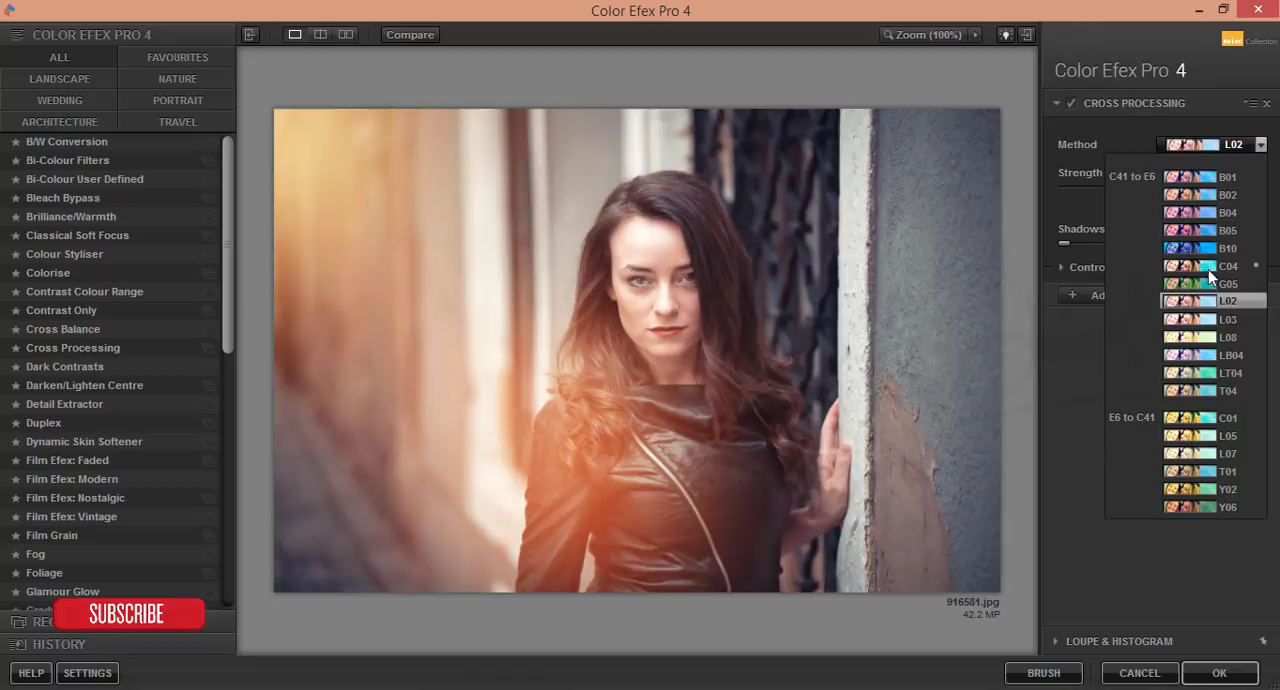 Color Efex Pro 4
COLOR EFEX PRO 4
ALL
FAVOURITES
LANDSCAPE
NATURE
WEDDING
PORTRAIT
ARCHITECTURE
TRAVEL
B/W Conversion
Bi-Colour Filters
Bi-Colour User Defined
Bleach Bypass
Brilliance/Warmth
Classical Soft Focus
Colour Styliser
Colorise
Contrast Colour Range
Contrast Only
Cross Balance
Cross Processing
Dark Contrasts
Darken/Lighten Centre
Detail Extractor
Duplex
Dynamic Skin Softener
Film Efex: Faded
Film Efex: Modern
Film Efex: Nostalgic
Film Efex: Vintage
Film Grain
Fog
Foliage
Glamour Glow
SUBSCRIBE
HISTORY
HELP
SETTINGS
Compare
Zoom (100%)
916581.jpg
42.2 MP
Nik Collection
Color Efex Pro 4
CROSS PROCESSING
Method
L02
Strength
Shadows
Contro
Ad
C41 to E6
B01
B02
B04
B05
B10
C04
G05
L02
L03
L08
LB04
LT04
T04
E6 to C41
C01
L05
L07
T01
Y02
Y06
LOUPE & HISTOGRAM
BRUSH
CANCEL
OK